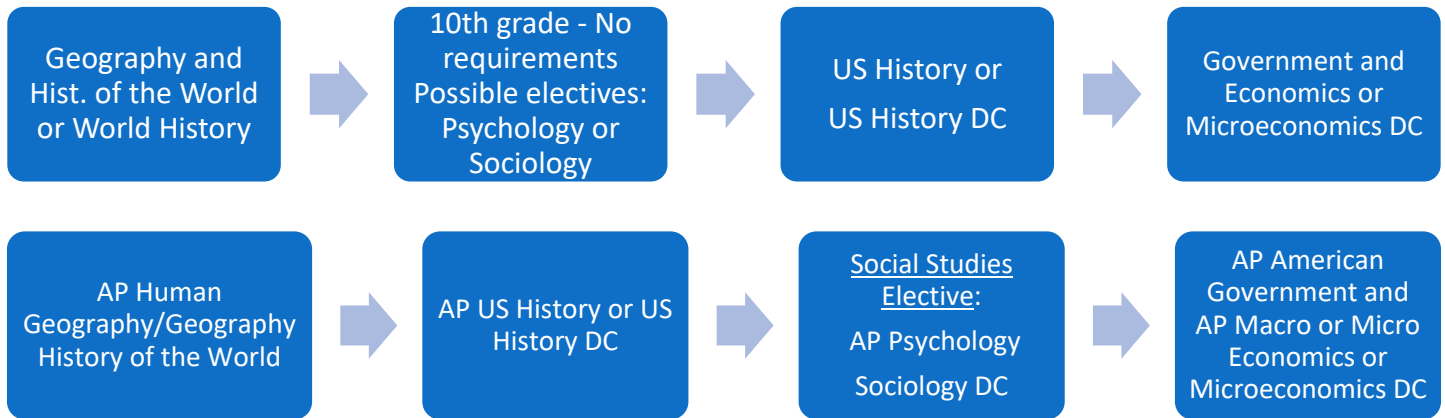 Geography and
Hist. of the World
or World History
10th grade - No
requirements
Possible electives:
Psychology or
Sociology
US History or
US History DC
Government and
Economics or
Microeconomics DC
AP Human
Geography/Geography
History of the World
AP US History or US
History DC
Social Studies
Elective:
AP Psychology
Sociology DC
AP American
Government and
AP Macro or Micro
Economics or
Microeconomics DC